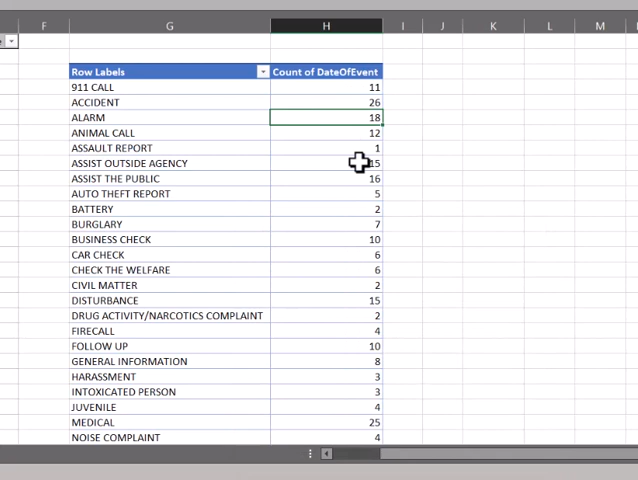 F G H I J K L M
Row Labels Count of DateOfEvent
911 CALL 11
ACCIDENT 26
ALARM 18
ANIMAL CALL 12
ASSAULT REPORT 1
ASSIST OUTSIDE AGENCY 15
ASSIST THE PUBLIC 16
AUTO THEFT REPORT 5
BATTERY 2
BURGLARY 7
BUSINESS CHECK 10
CAR CHECK 6
CHECK THE WELFARE 6
CIVIL MATTER 2
DISTURBANCE 15
DRUG ACTIVITY/NARCOTICS COMPLAINT 2
FIRECALL 4
FOLLOW UP 10
GENERAL INFORMATION 8
HARASSMENT 3
INTOXICATED PERSON 3
JUVENILE 4
MEDICAL 25
NOISE COMPLAINT 4